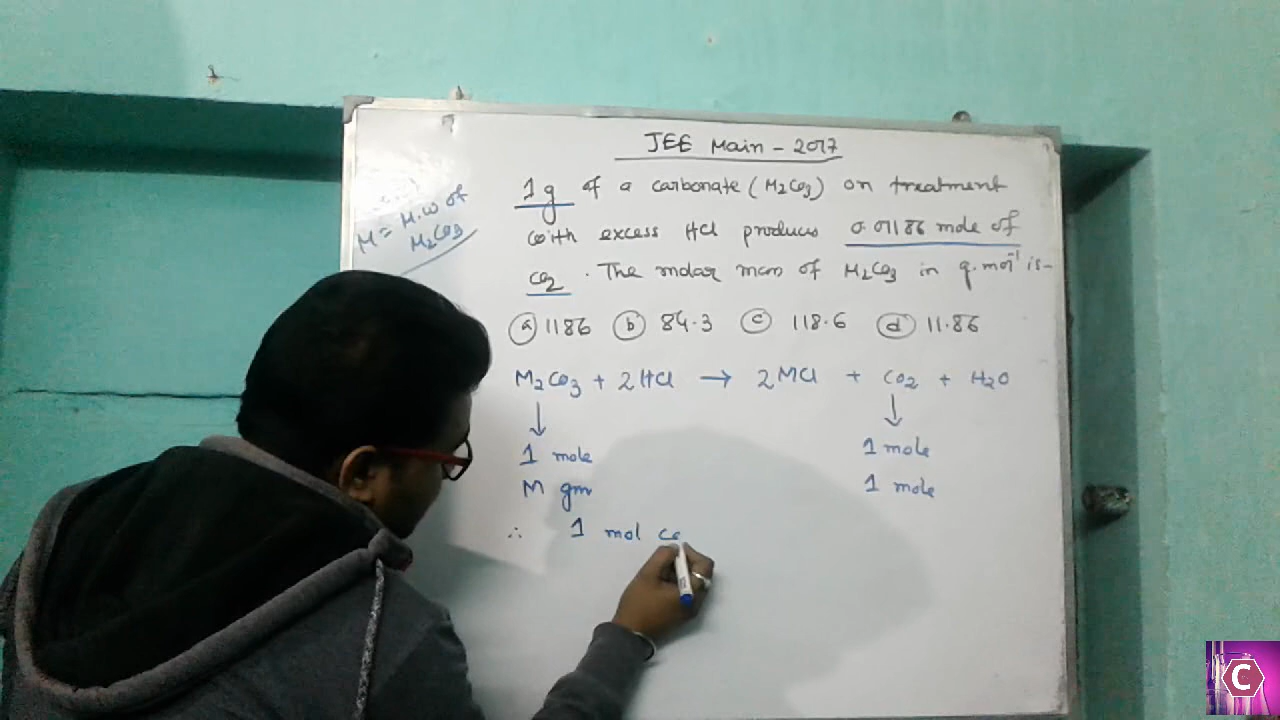 JEE Main - 2017
M = M.W of
M2CO3
1g of a carbonate (M2CO3) on treatment
with excess HCl produces 0.01186 mole of
CO2. The molar mass of M2CO3 in g.mol-1 is-
(a) 1186 (b) 84.3 (c) 118.6 (d) 11.86
M2CO3 + 2HCl → 2MCl + CO2 + H2O
↓ ↓
1 mole 1 mole
M gm 1 mole
∴ 1 mol CO
C